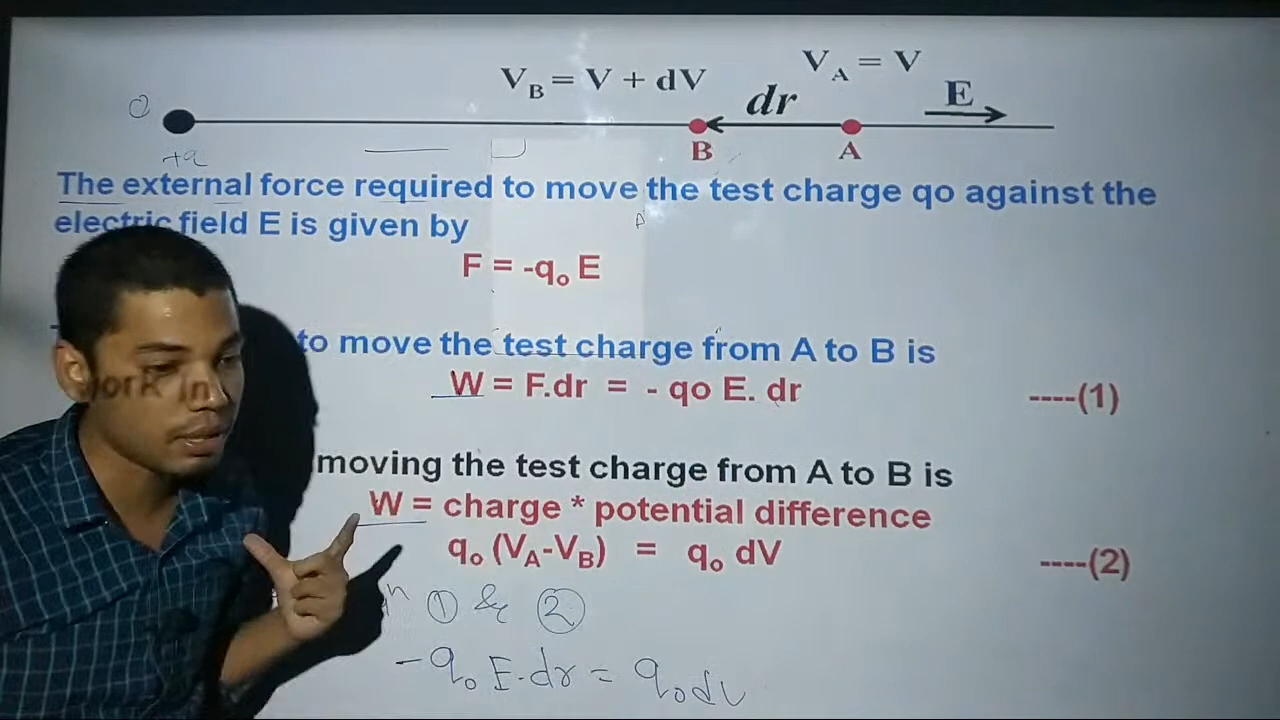 V_B = V + dV
V_A = V
dr
E
O
+q
B
A
The external force required to move the test charge qo against the
electric field E is given by
F = -q₀ E
to move the test charge from A to B is
W = F.dr = - qo E. dr ----(1)
moving the test charge from A to B is
W = charge * potential difference
q₀ (V_A-V_B) = q₀ dV ----(2)
① & ②
-q₀ E.dr = q₀dV